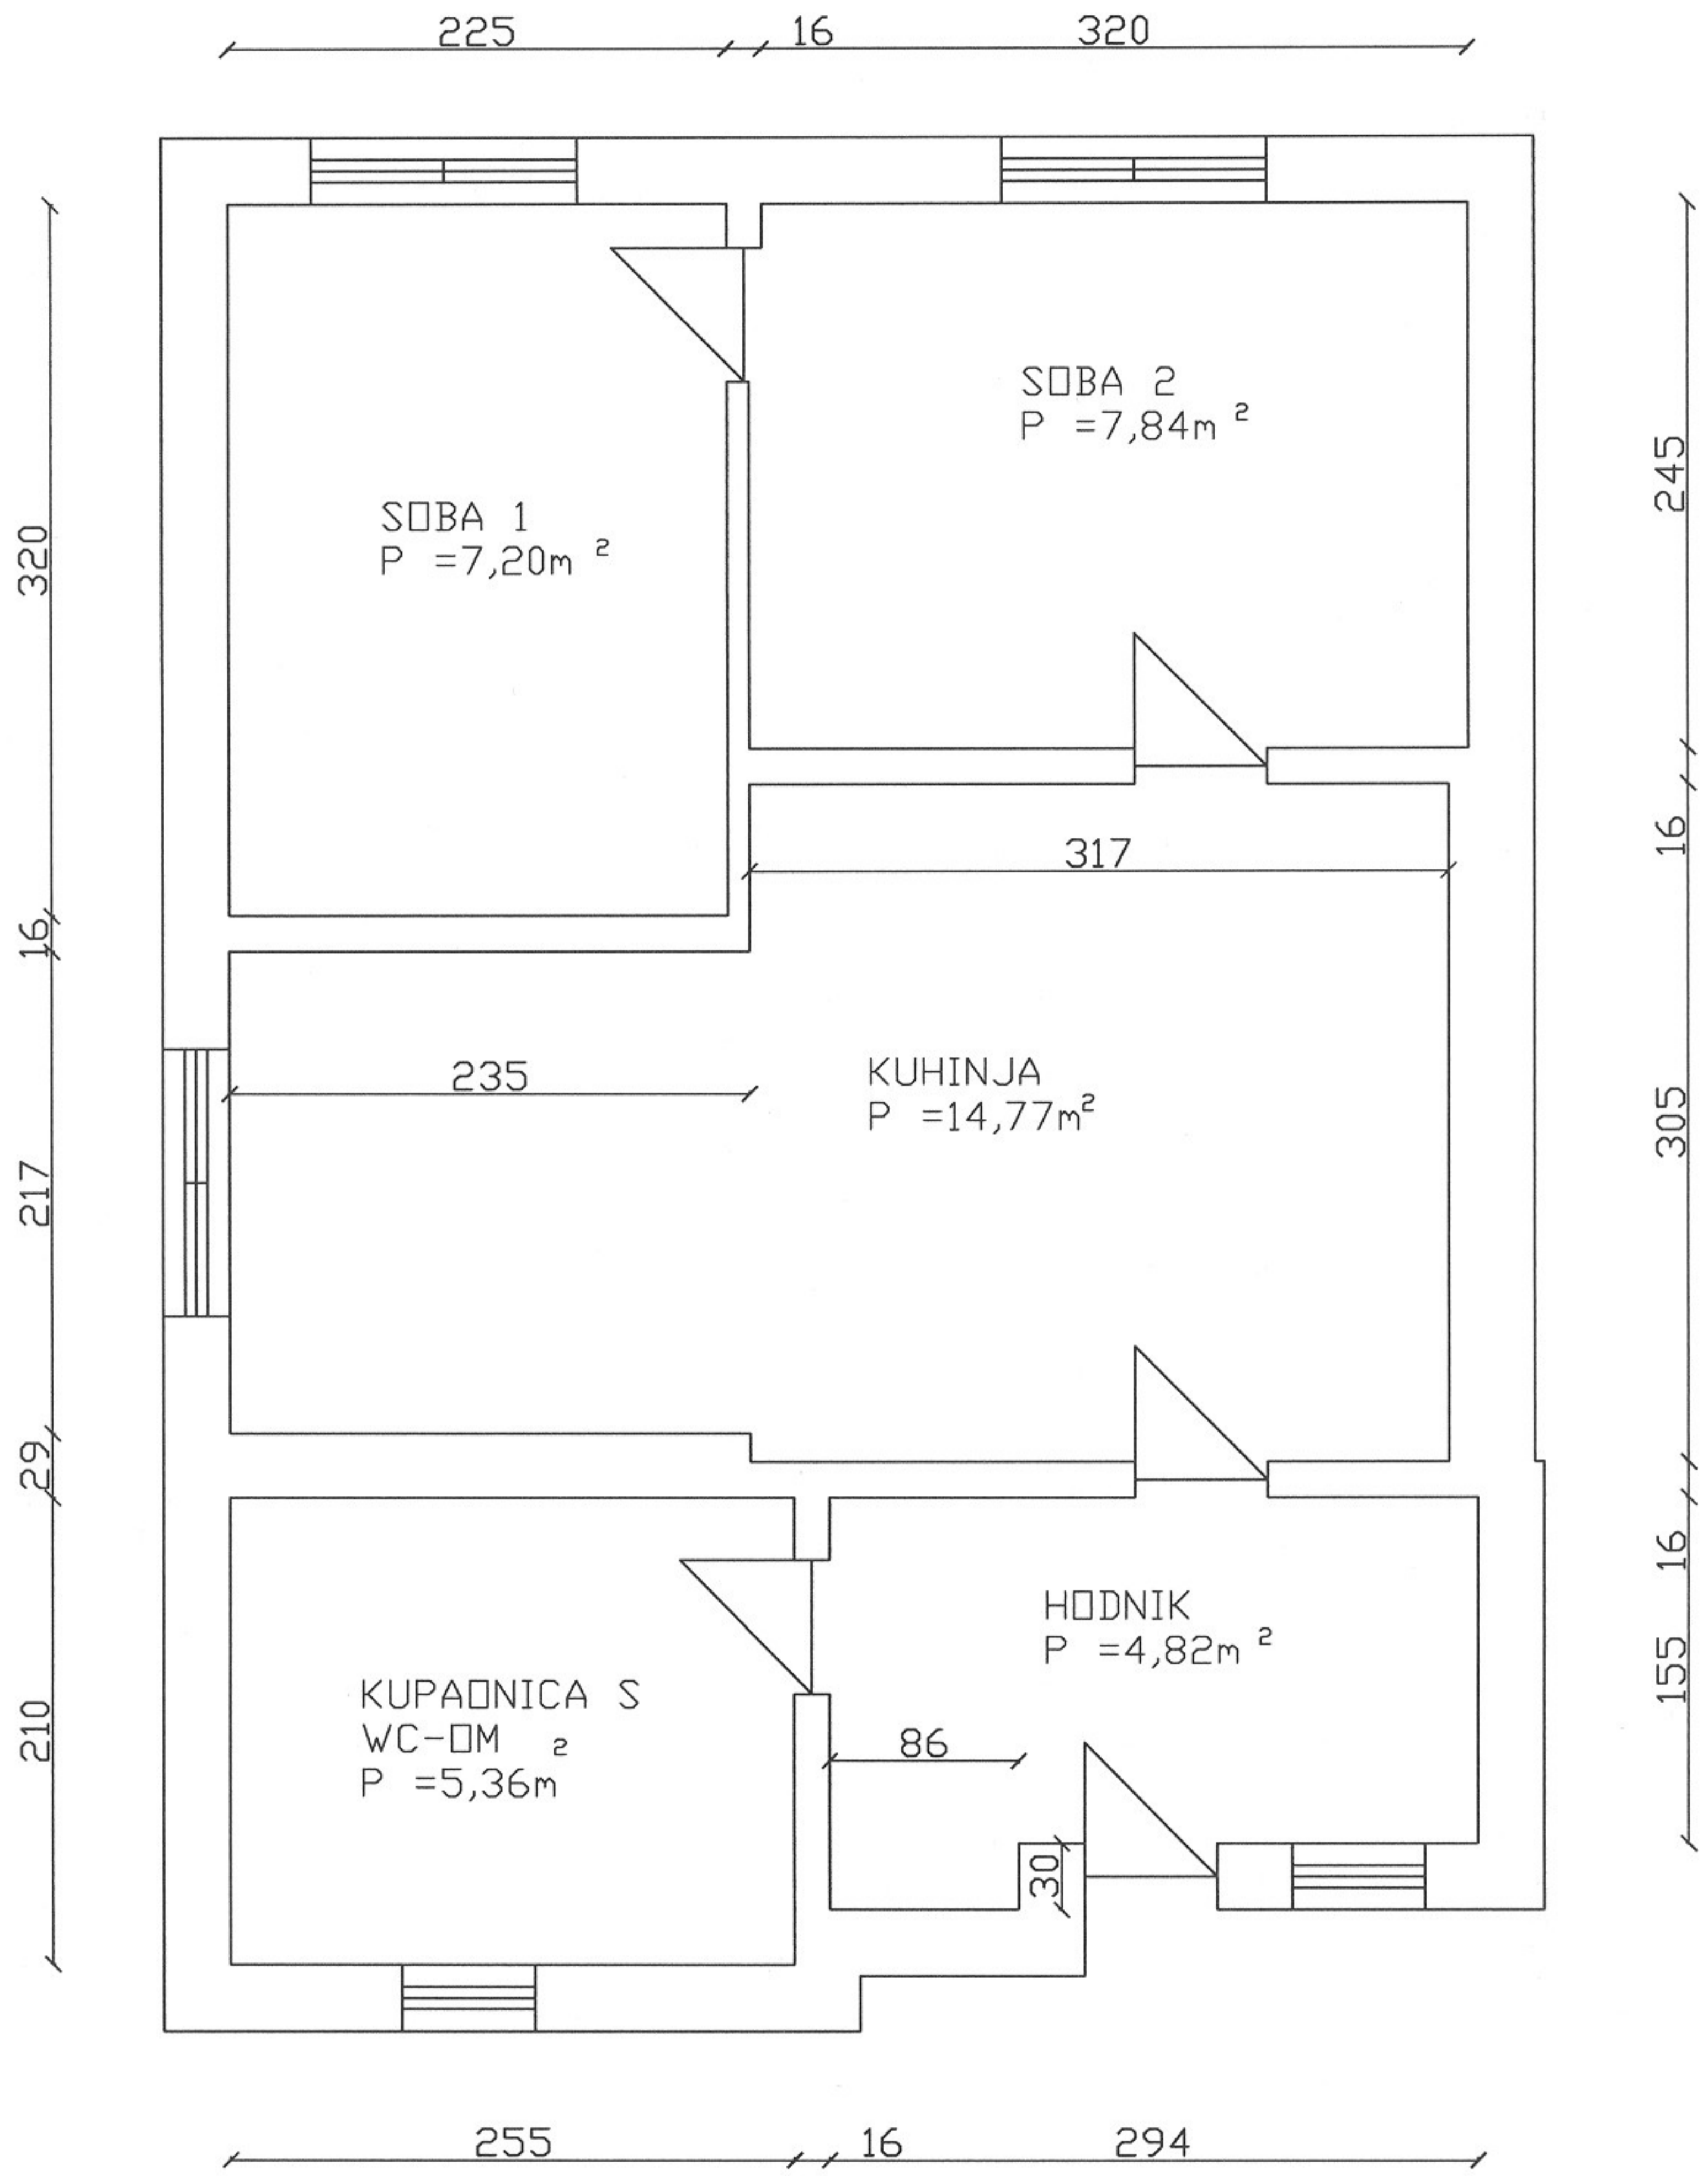 225 16 320
SOBA 2
P =7,84m ²
245
SOBA 1
P =7,20m ²
320
16
317
16
235
KUHINJA
P =14,77m²
305
217
29
HODNIK
P =4,82m ²
16
155
KUPAONICA S
WC-OM ²
P =5,36m
86
210
30
255 16 294